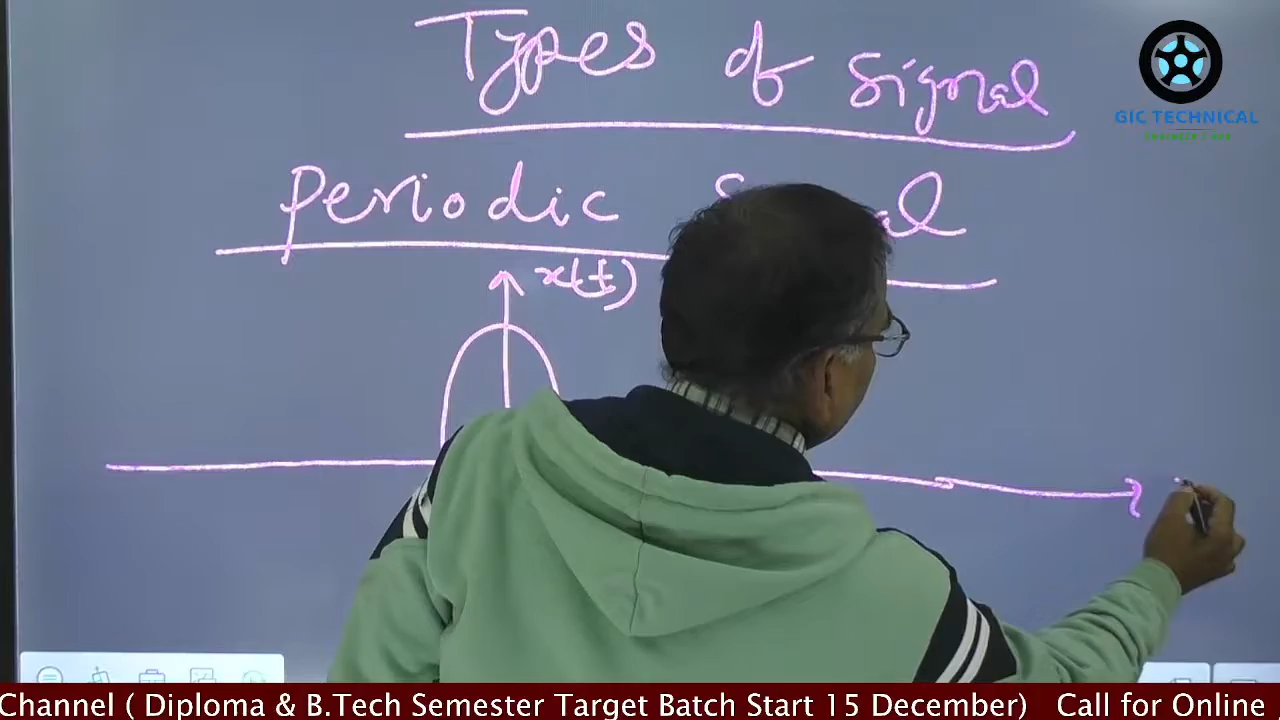 Types of Signal
GIC TECHNICAL
Periodic
x(t)
Channel ( Diploma & B.Tech Semester Target Batch Start 15 December) Call for Online